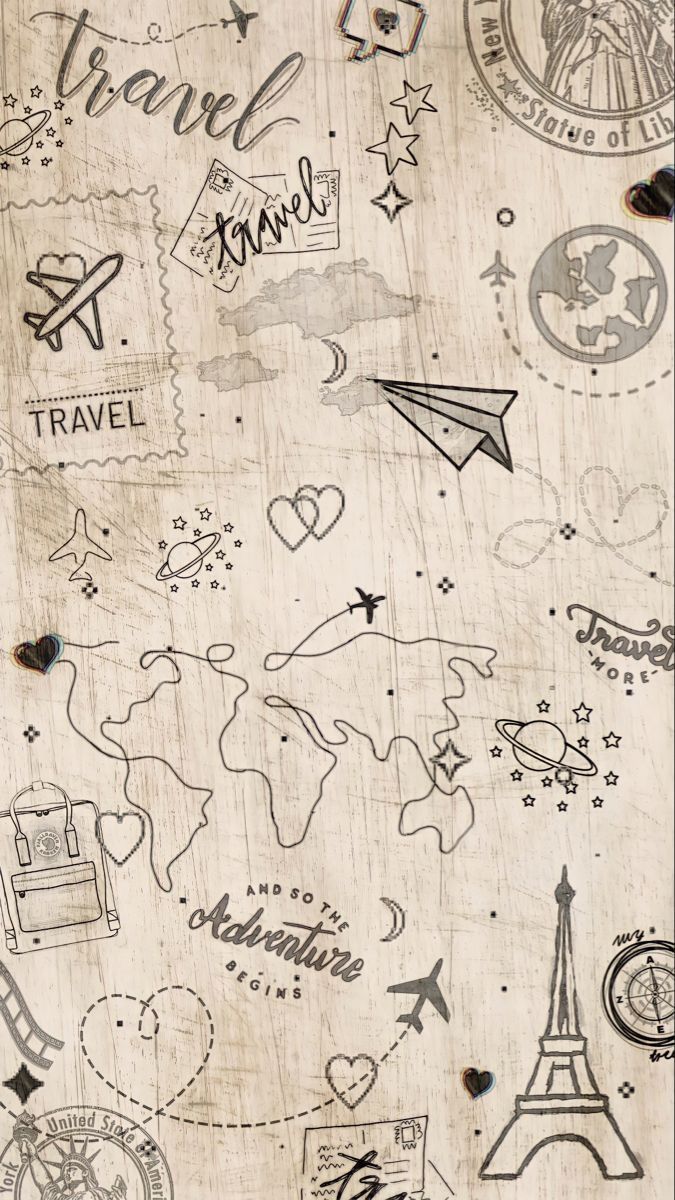 travel
New
Statue of Lib
travel
TRAVEL
Travel
MORE
AND SO THE
Adventure
BEGINS
my
A
E
United State
Ameri
York
tra